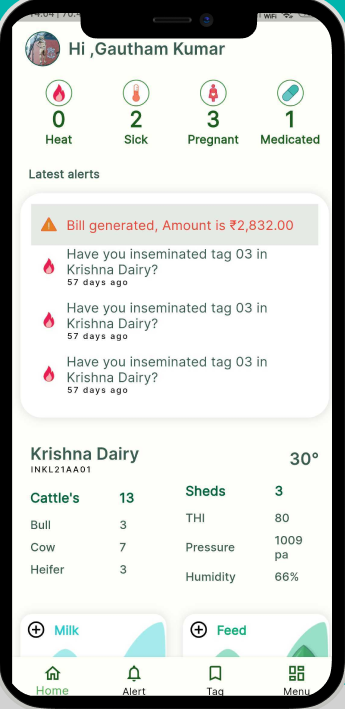 Hi ,Gautham Kumar
0 2 3 1
Heat Sick Pregnant Medicated
Latest alerts
Bill generated, Amount is ₹2,832.00
Have you inseminated tag 03 in
Krishna Dairy?
57 days ago
Have you inseminated tag 03 in
Krishna Dairy?
57 days ago
Have you inseminated tag 03 in
Krishna Dairy?
57 days ago
Krishna Dairy 30°
INKL21AA01
Cattle's 13
Bull 3
Cow 7
Heifer 3
Sheds 3
THI 80
Pressure 1009
pa
Humidity 66%
Milk Feed
Home Alert Tag Menu